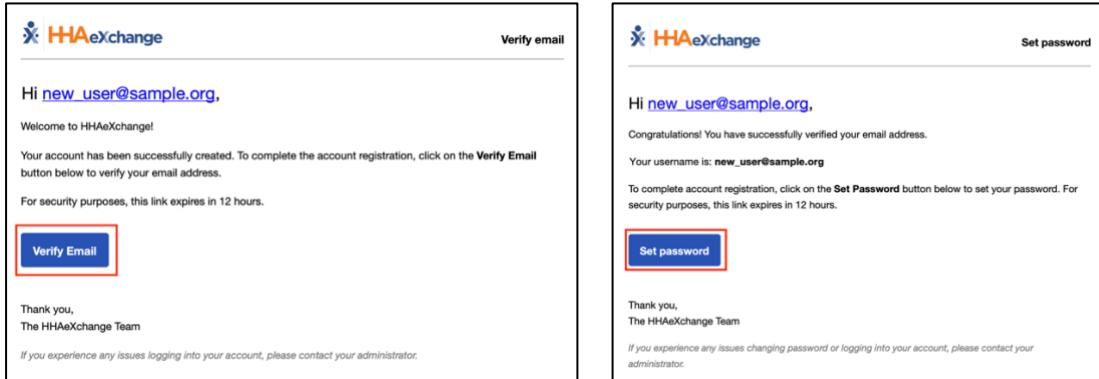 HHAeXchange
Verify email
Hi new_user@sample.org,
Welcome to HHAeXchange!
Your account has been successfully created. To complete the account registration, click on the Verify Email
button below to verify your email address.
For security purposes, this link expires in 12 hours.
Verify Email
Thank you,
The HHAeXchange Team
If you experience any issues logging into your account, please contact your administrator.
HHAeXchange
Set password
Hi new_user@sample.org,
Congratulations! You have successfully verified your email address.
Your username is: new_user@sample.org
To complete account registration, click on the Set Password button below to set your password. For
security purposes, this link expires in 12 hours.
Set password
Thank you,
The HHAeXchange Team
If you experience any issues changing password or logging into your account, please contact your
administrator.